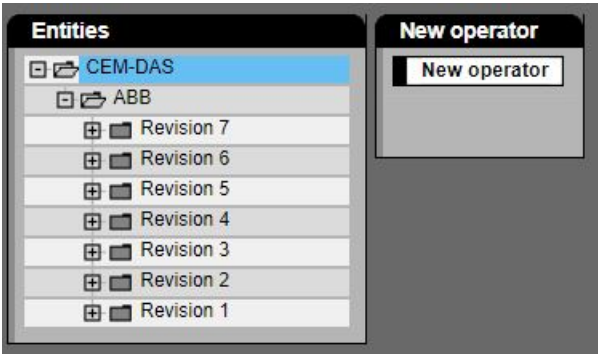 Entities
CEM-DAS
ABB
Revision 7
Revision 6
Revision 5
Revision 4
Revision 3
Revision 2
Revision 1
New operator
New operator